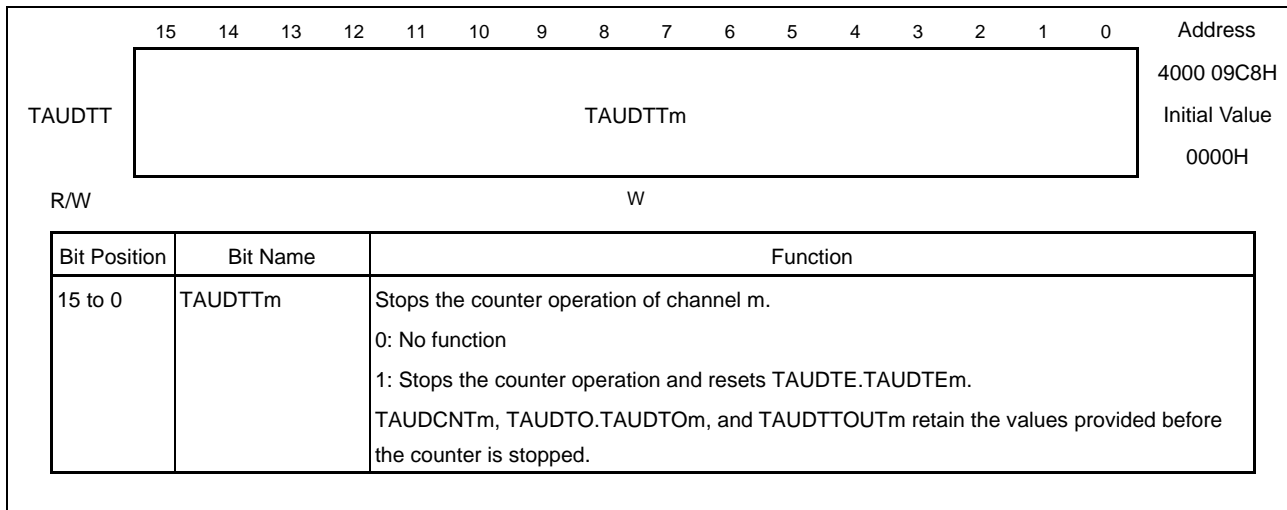 15 14 13 12 11 10 9 8 7 6 5 4 3 2 1 0 Address
4000 09C8H
TAUDTT TAUDTTm Initial Value
0000H
R/W W
Bit Position Bit Name Function
15 to 0 TAUDTTm Stops the counter operation of channel m.
0: No function
1: Stops the counter operation and resets TAUDTE.TAUDTEm.
TAUDCNTm, TAUDTO.TAUDTOm, and TAUDTTOUTm retain the values provided before
the counter is stopped.